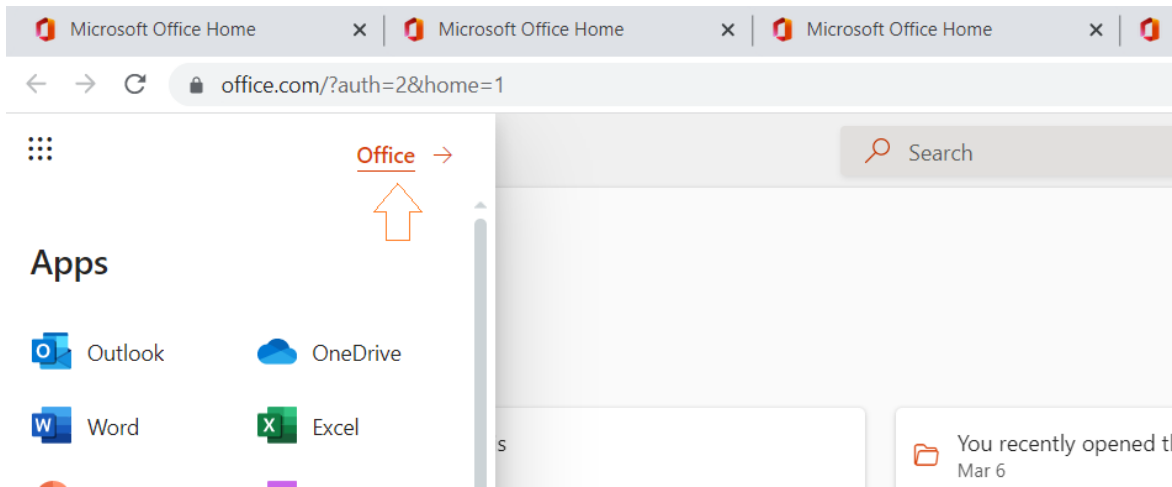 Microsoft Office Home
Microsoft Office Home
Microsoft Office Home
office.com/?auth=2&home=1
Office
Search
Apps
Outlook
OneDrive
Word
Excel
s
You recently opened
Mar 6